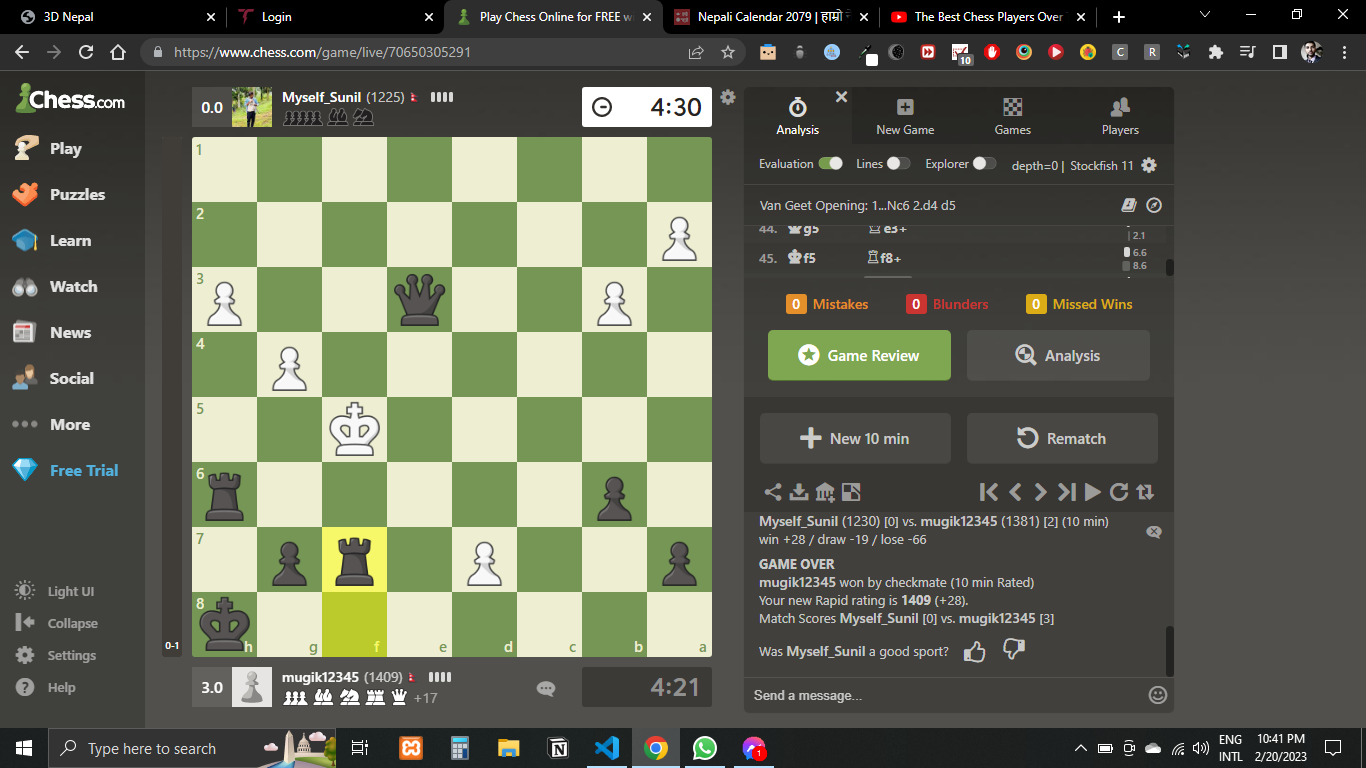 3D Nepal
Login
Play Chess Online for FREE w
Nepali Calendar 2079 | हाम्रो
The Best Chess Players Over
https://www.chess.com/game/live/70650305291
10
C
R
Chess.com
Play
Puzzles
Learn
Watch
News
Social
More
Free Trial
Light UI
Collapse
Settings
Help
0.0
Myself_Sunil (1225)
4:30
1
2
3
4
5
6
7
8
h
g
f
e
d
c
b
a
0-1
3.0
mugik12345 (1409)
+17
4:21
Analysis
New Game
Games
Players
Evaluation
Lines
Explorer
depth=0 | Stockfish 11
Van Geet Opening: 1...Nc6 2.d4 d5
44. g5 e3+ 2.1
45. f5 f8+ 6.6
8.6
0 Mistakes
0 Blunders
0 Missed Wins
Game Review
Analysis
New 10 min
Rematch
Myself_Sunil (1230) [0] vs. mugik12345 (1381) [2] (10 min)
win +28 / draw -19 / lose -66
GAME OVER
mugik12345 won by checkmate (10 min Rated)
Your new Rapid rating is 1409 (+28).
Match Scores Myself_Sunil [0] vs. mugik12345 [3]
Was Myself_Sunil a good sport?
Send a message...
Type here to search
1
ENG
INTL
10:41 PM
2/20/2023